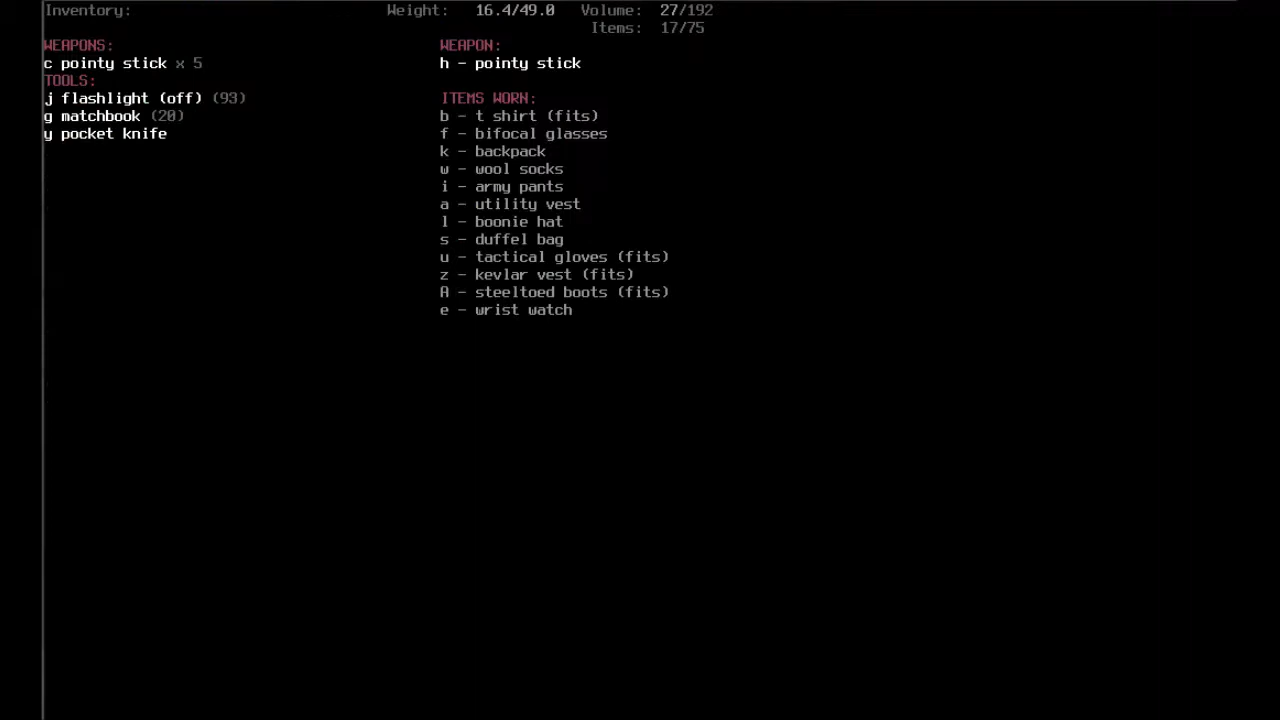 Inventory: Weight: 16.4/49.0 Volume: 27/192
Items: 17/75
WEAPONS: WEAPON:
c pointy stick x 5 h - pointy stick
TOOLS:
j flashlight (off) (93) ITEMS WORN:
g matchbook (20) b - t shirt (fits)
y pocket knife f - bifocal glasses
k - backpack
w - wool socks
i - army pants
a - utility vest
l - boonie hat
s - duffel bag
u - tactical gloves (fits)
z - kevlar vest (fits)
A - steeltoed boots (fits)
e - wrist watch